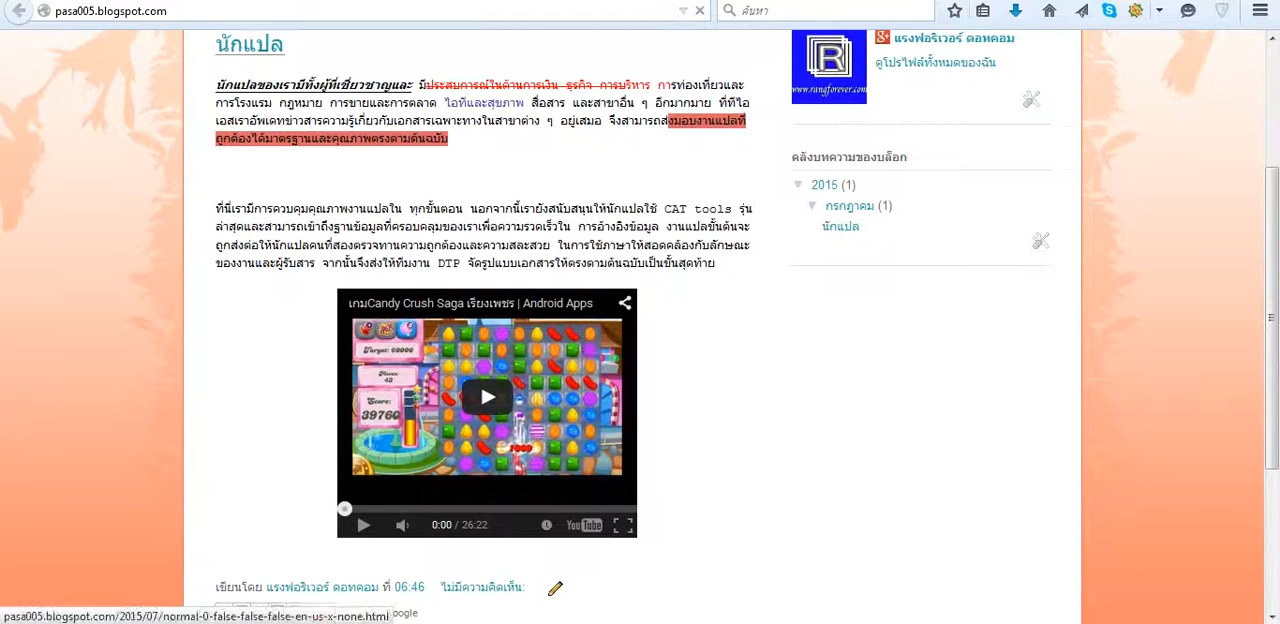 pasa005.blogspot.com
ค้นหา
นักแปล
นักแปลของเรามีทั้งผู้ที่เชี่ยวชาญและ มีประสบการณ์ในด้านการเงิน ธุรกิจ การบริหาร การท่องเที่ยวและ
การโรงแรม กฎหมาย การขายและการตลาด ไอทีและสุขภาพ สื่อสาร และสาขาอื่น ๆ อีกมากมาย ที่ทีไอ
เอสเราอัพเดทข่าวสารความรู้เกี่ยวกับเอกสารเฉพาะทางในสาขาต่าง ๆ อยู่เสมอ จึงสามารถส่งมอบงานแปลที่
ถูกต้องได้มาตรฐานและคุณภาพตรงตามต้นฉบับ
ที่นี่เรามีการควบคุมคุณภาพงานแปลใน ทุกขั้นตอน นอกจากนี้เรายังสนับสนุนให้นักแปลใช้ CAT tools รุ่น
ล่าสุดและสามารถเข้าถึงฐานข้อมูลที่ครอบคลุมของเราเพื่อความรวดเร็วใน การอ้างอิงข้อมูล งานแปลขั้นต้นจะ
ถูกส่งต่อให้นักแปลคนที่สองตรวจทานความถูกต้องและความสละสวย ในการใช้ภาษาให้สอดคล้องกับลักษณะ
ของงานและผู้รับสาร จากนั้นจึงส่งให้ทีมงาน DTP จัดรูปแบบเอกสารให้ตรงตามต้นฉบับเป็นขั้นสุดท้าย
เกมCandy Crush Saga เรียงเพชร | Android Apps
Target: 60000
Moves:
42
Score:
39760
0:00 / 26:22
YouTube
เขียนโดย แรงฟอริเวอร์ ดอทคอม ที่ 06:46 ไม่มีความคิดเห็น:
pasa005.blogspot.com/2015/07/normal-0-false-false-false-en-us-x-none.html
oogle
R
www.rangforever.com
g+ แรงฟอริเวอร์ ดอทคอม
ดูโปรไฟล์ทั้งหมดของฉัน
คลังบทความของบล็อก
2015 (1)
กรกฎาคม (1)
นักแปล